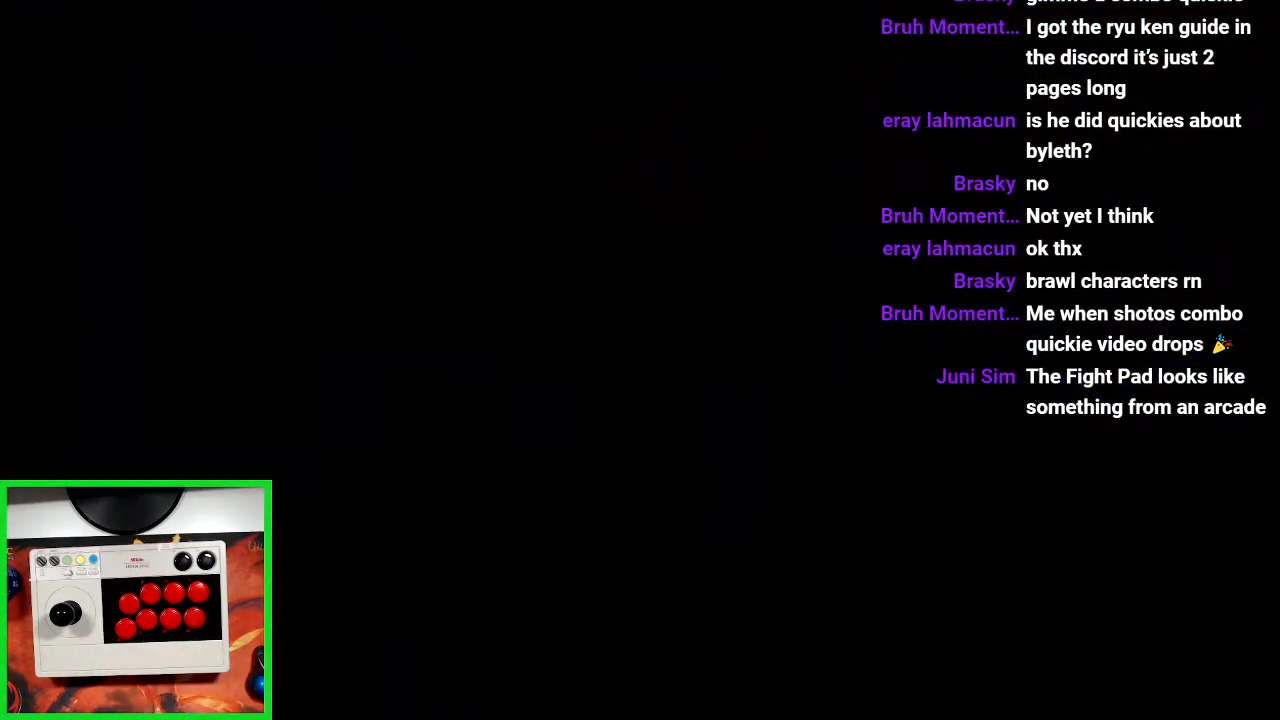 Bruh Moment… I got the ryu ken guide in
the discord it’s just 2
pages long
eray lahmacun is he did quickies about
byleth?
Brasky no
Bruh Moment… Not yet I think
eray lahmacun ok thx
Brasky brawl characters rn
Bruh Moment… Me when shotos combo
quickie video drops 🎉
Juni Sim The Fight Pad looks like
something from an arcade